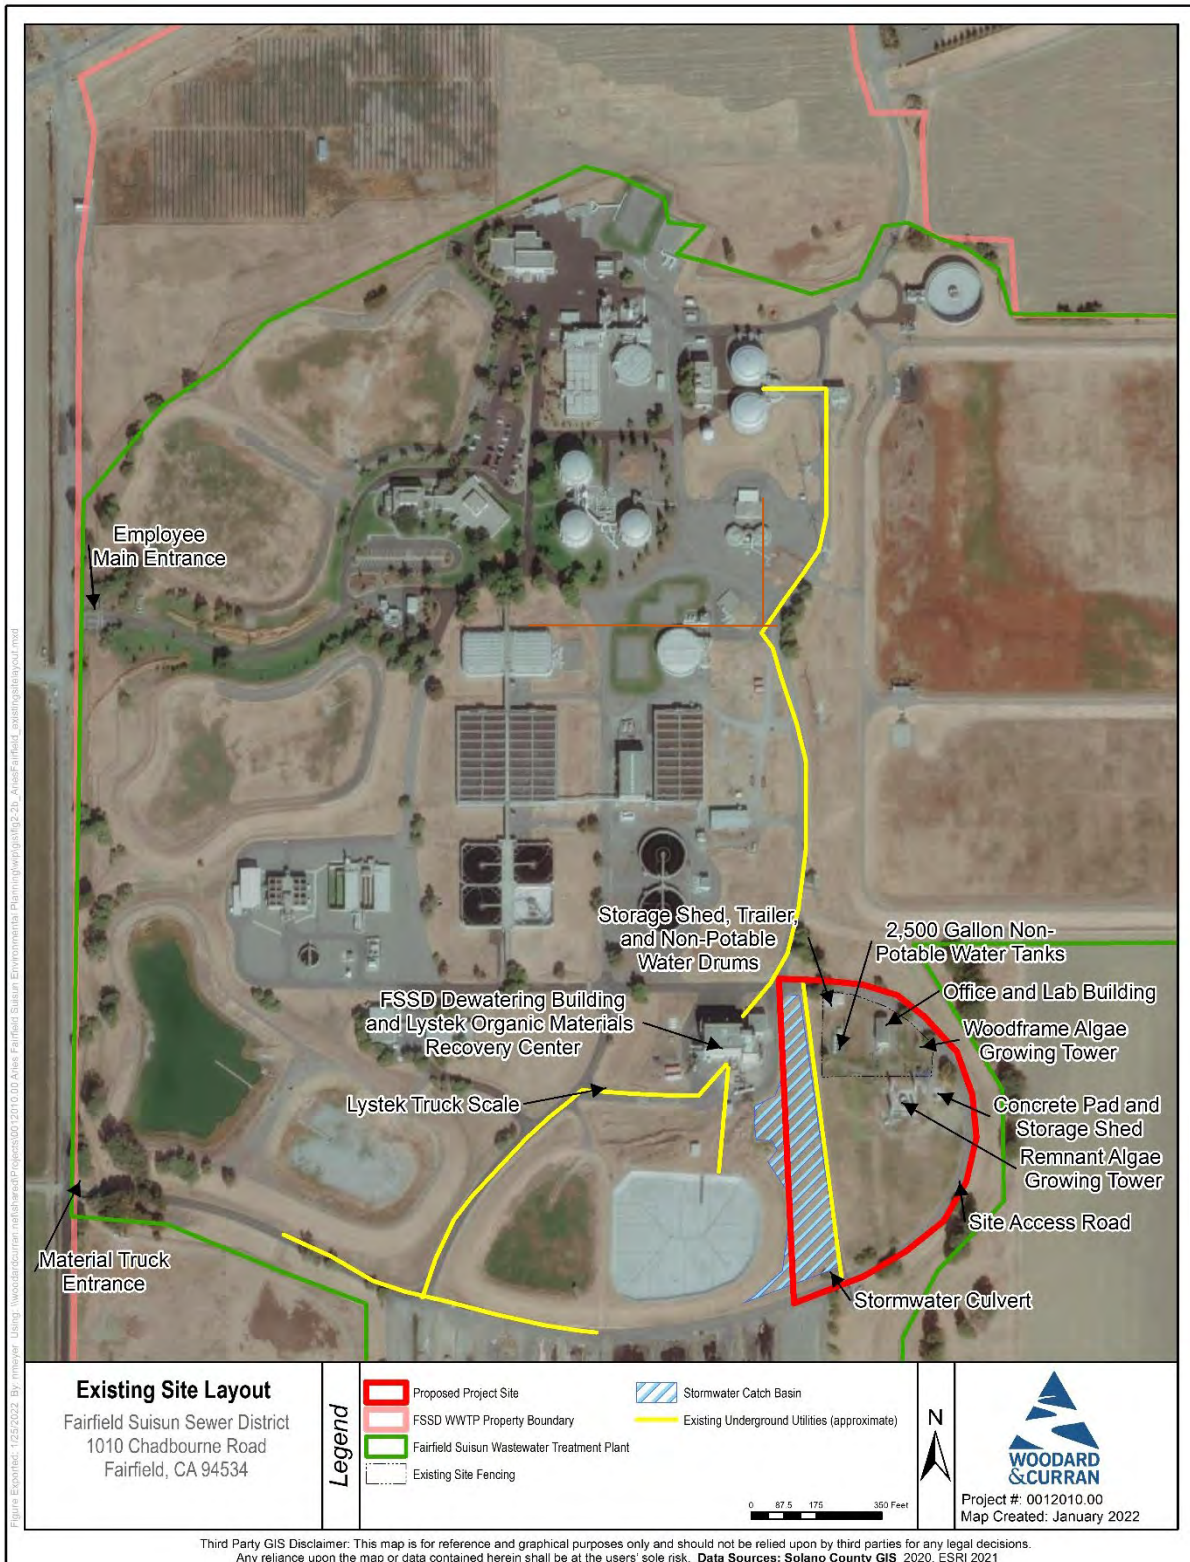 Employee
Main Entrance
Storage Shed, Trailer,
and Non-Potable
Water Drums
2,500 Gallon Non-
Potable Water Tanks
Office and Lab Building
FSSD Dewatering Building
and Lystek Organic Materials
Recovery Center
Woodframe Algae
Growing Tower
Lystek Truck Scale
Concrete Pad and
Storage Shed
Remnant Algae
Growing Tower
Site Access Road
Material Truck
Entrance
Stormwater Culvert
Existing Site Layout
Fairfield Suisun Sewer District
1010 Chadbourne Road
Fairfield, CA 94534
Legend
Proposed Project Site
FSSD WWTP Property Boundary
Fairfield Suisun Wastewater Treatment Plant
Existing Site Fencing
Stormwater Catch Basin
Existing Underground Utilities (approximate)
0 87.5 175 350 Feet
N
WOODARD
&CURRAN
Project #: 0012010.00
Map Created: January 2022
Third Party GIS Disclaimer: This map is for reference and graphical purposes only and should not be relied upon by third parties for any legal decisions.
Any reliance upon the map or data contained herein shall be at the users' sole risk. Data Sources: Solano County GIS 2020, ESRI 2021
Figure Exported: 1/25/2022 By: nmeyer Using: